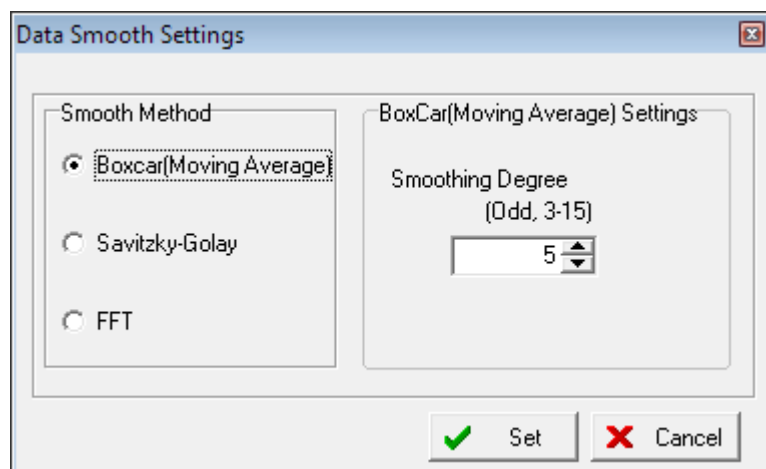 Data Smooth Settings
Smooth Method
Boxcar(Moving Average)
Savitzky-Golay
FFT
BoxCar(Moving Average) Settings
Smoothing Degree
(Odd, 3-15)
5
Set
Cancel